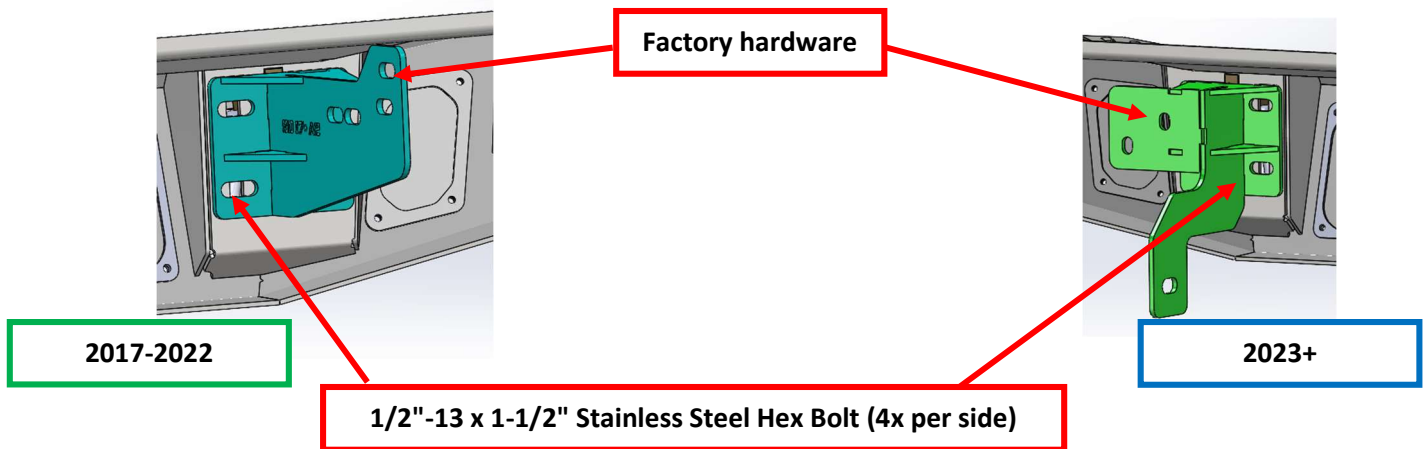 Factory hardware
2017-2022
2023+
1/2"-13 x 1-1/2" Stainless Steel Hex Bolt (4x per side)